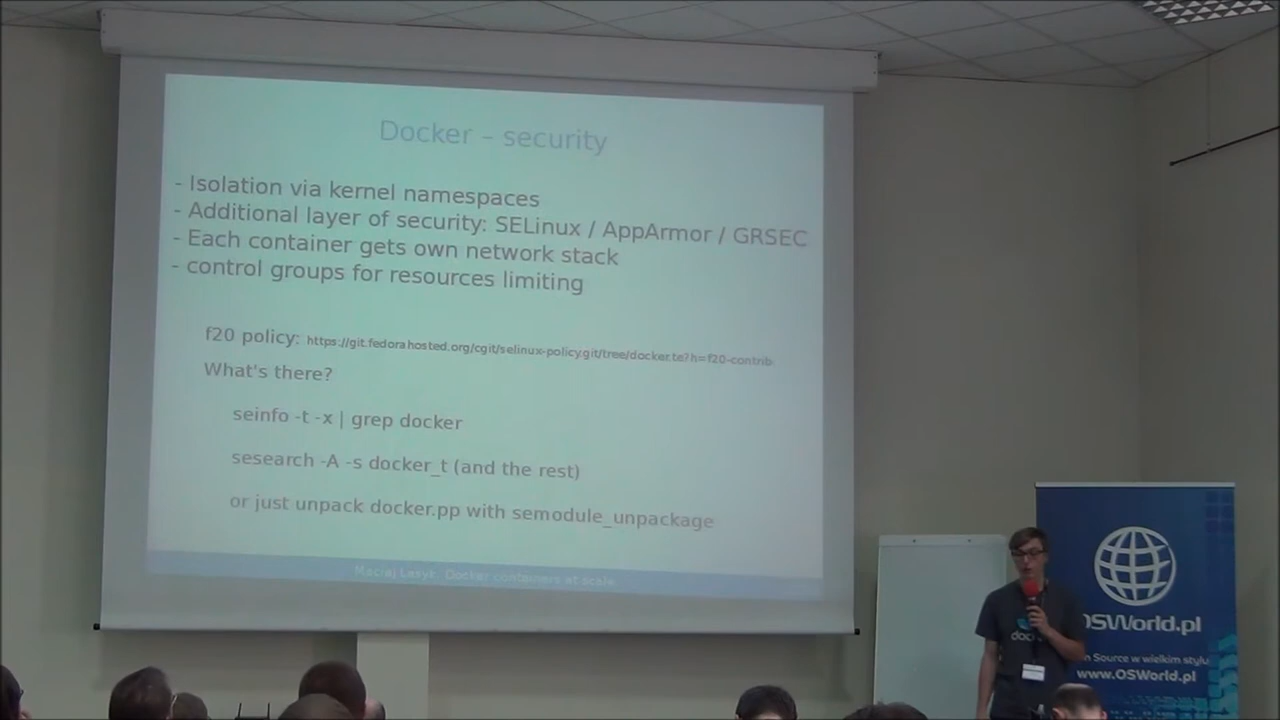 Docker – security
- Isolation via kernel namespaces
- Additional layer of security: SELinux / AppArmor / GRSEC
- Each container gets own network stack
- control groups for resources limiting
f20 policy: https://git.fedorahosted.org/cgit/selinux-policy.git/tree/docker.te?h=f20-contrib
What's there?
seinfo -t -x | grep docker
sesearch -A -s docker_t (and the rest)
or just unpack docker.pp with semodule_unpackage
Maciej Lasyk, Docker containers at scale
OSWorld.pl
n Source w wielkim stylu
www.OSWorld.pl